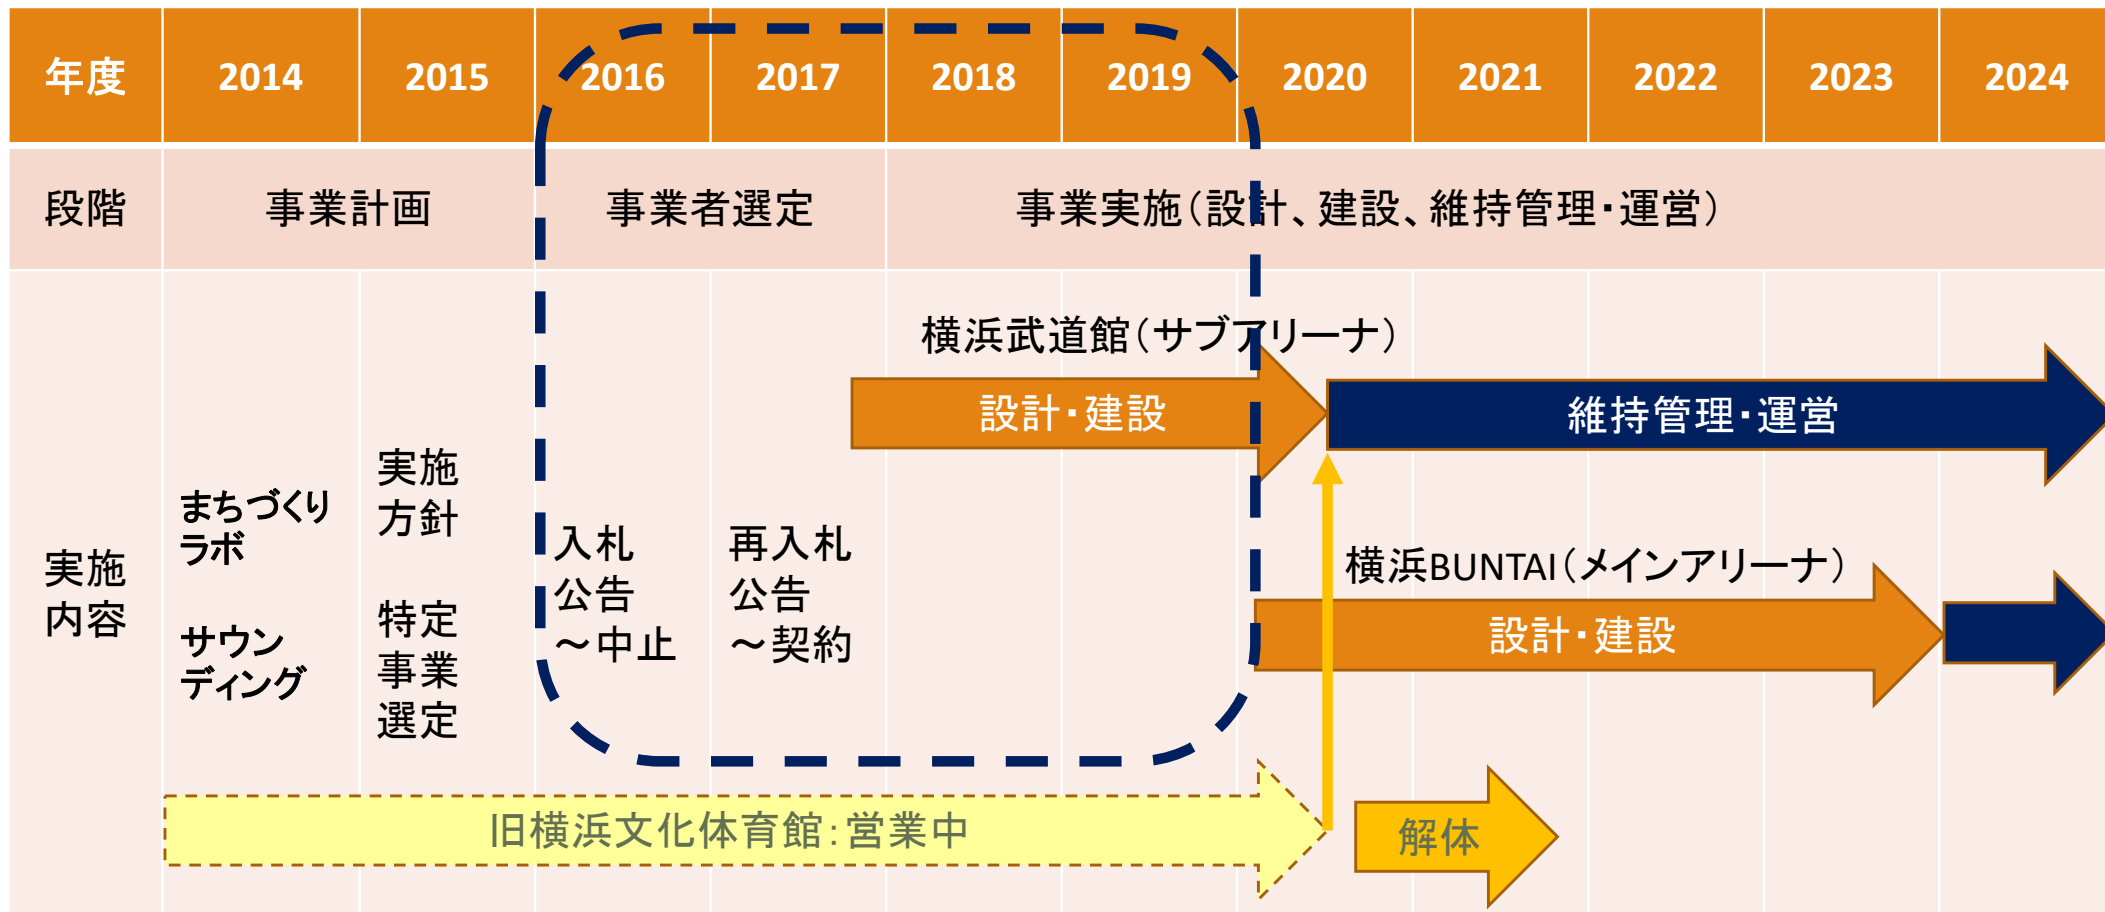 年度 2014 2015 2016 2017 2018 2019 2020 2021 2022 2023 2024
段階 事業計画 事業者選定 事業実施（設計、建設、維持管理・運営）
実施
内容
まちづくり
ラボ
サウン
ディング
実施
方針
特定
事業
選定
入札
公告
～中止
再入札
公告
～契約
横浜武道館（サブアリーナ）
設計・建設
維持管理・運営
横浜BUNTAI（メインアリーナ）
設計・建設
旧横浜文化体育館：営業中
解体